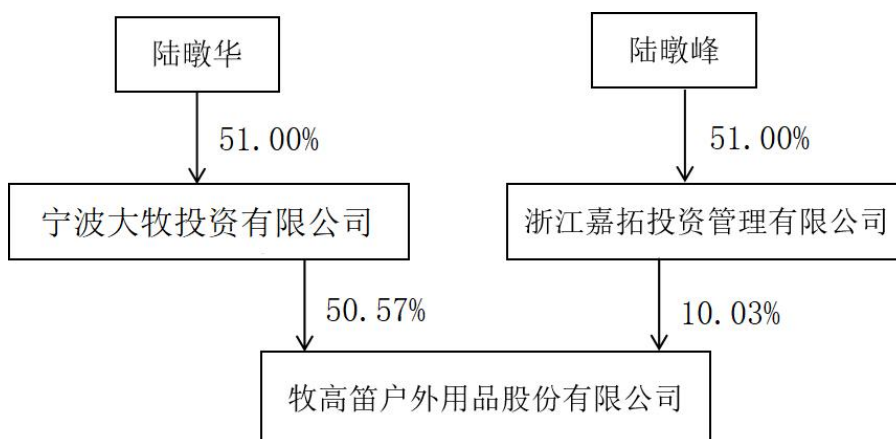 陆暾华
陆暾峰
51.00%
51.00%
宁波大牧投资有限公司
浙江嘉拓投资管理有限公司
50.57%
10.03%
牧高笛户外用品股份有限公司